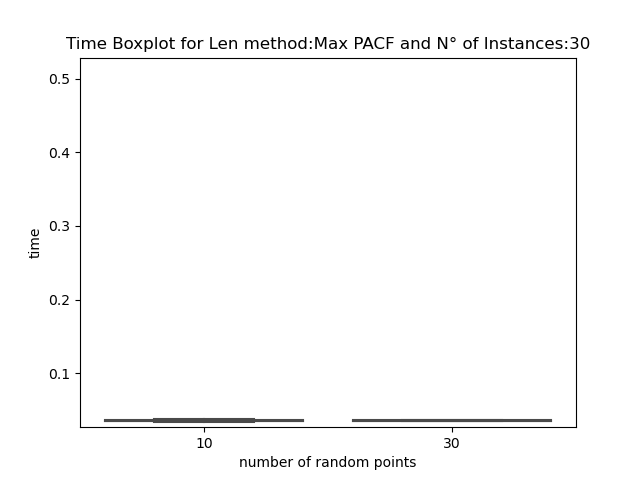 Time Boxplot for Len method:Max PACF and N° of Instances:30
0.5
0.4
0.3
0.2
0.1
time
10 30
number of random points